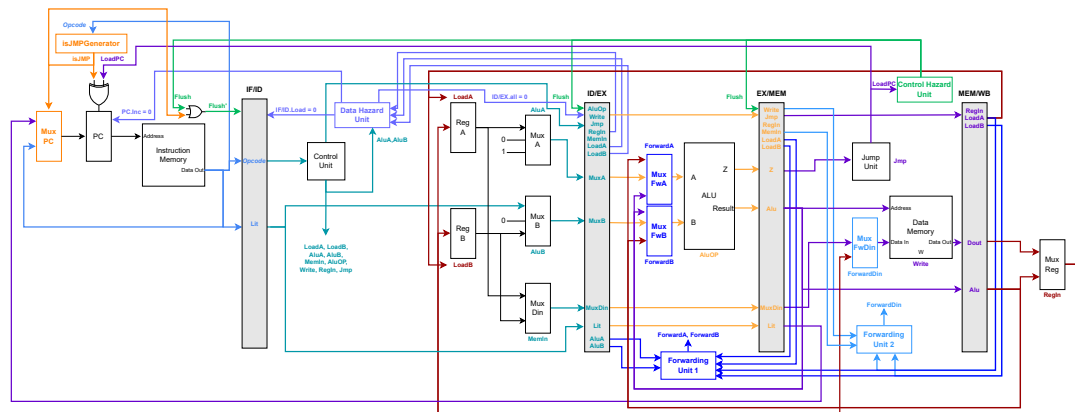 Opcode
isJMPGenerator
isJMP
LoadPC
Flush
Flush'
Mux
PC
PC
PC.Inc = 0
Address
Instruction
Memory
Data Out
IF/ID
Opcode
Lit
IF/ID.Load = 0
Data Hazard
Unit
ID/EX.all = 0
AluA,AluB
Control
Unit
LoadA, LoadB,
AluA, AluB,
MemIn, AluOP,
Write, RegIn, Jmp
LoadA
Reg
A
Reg
B
LoadB
AluA
Mux
A
0
1
Mux
B
0
AluB
Mux
Din
MemIn
Flush
ID/EX
AluOp
Write
Jmp
RegIn
MemIn
LoadA
LoadB
MuxA
MuxB
MuxDin
Lit
AluA
AluB
ForwardA
Mux
FwA
Mux
FwB
ForwardB
A
B
Z
ALU
Result
AluOP
ForwardA, ForwardB
Forwarding
Unit 1
Flush
EX/MEM
Write
Jmp
RegIn
MemIn
LoadA
LoadB
Z
Alu
MuxDin
Lit
LoadPC
Control Hazard
Unit
Jump
Unit
Jmp
Mux
FwDin
ForwardDin
Address
Data
Memory
Data In
Data Out
W
Write
ForwardDin
Forwarding
Unit 2
MEM/WB
RegIn
LoadA
LoadB
Dout
Alu
Mux
Reg
RegIn